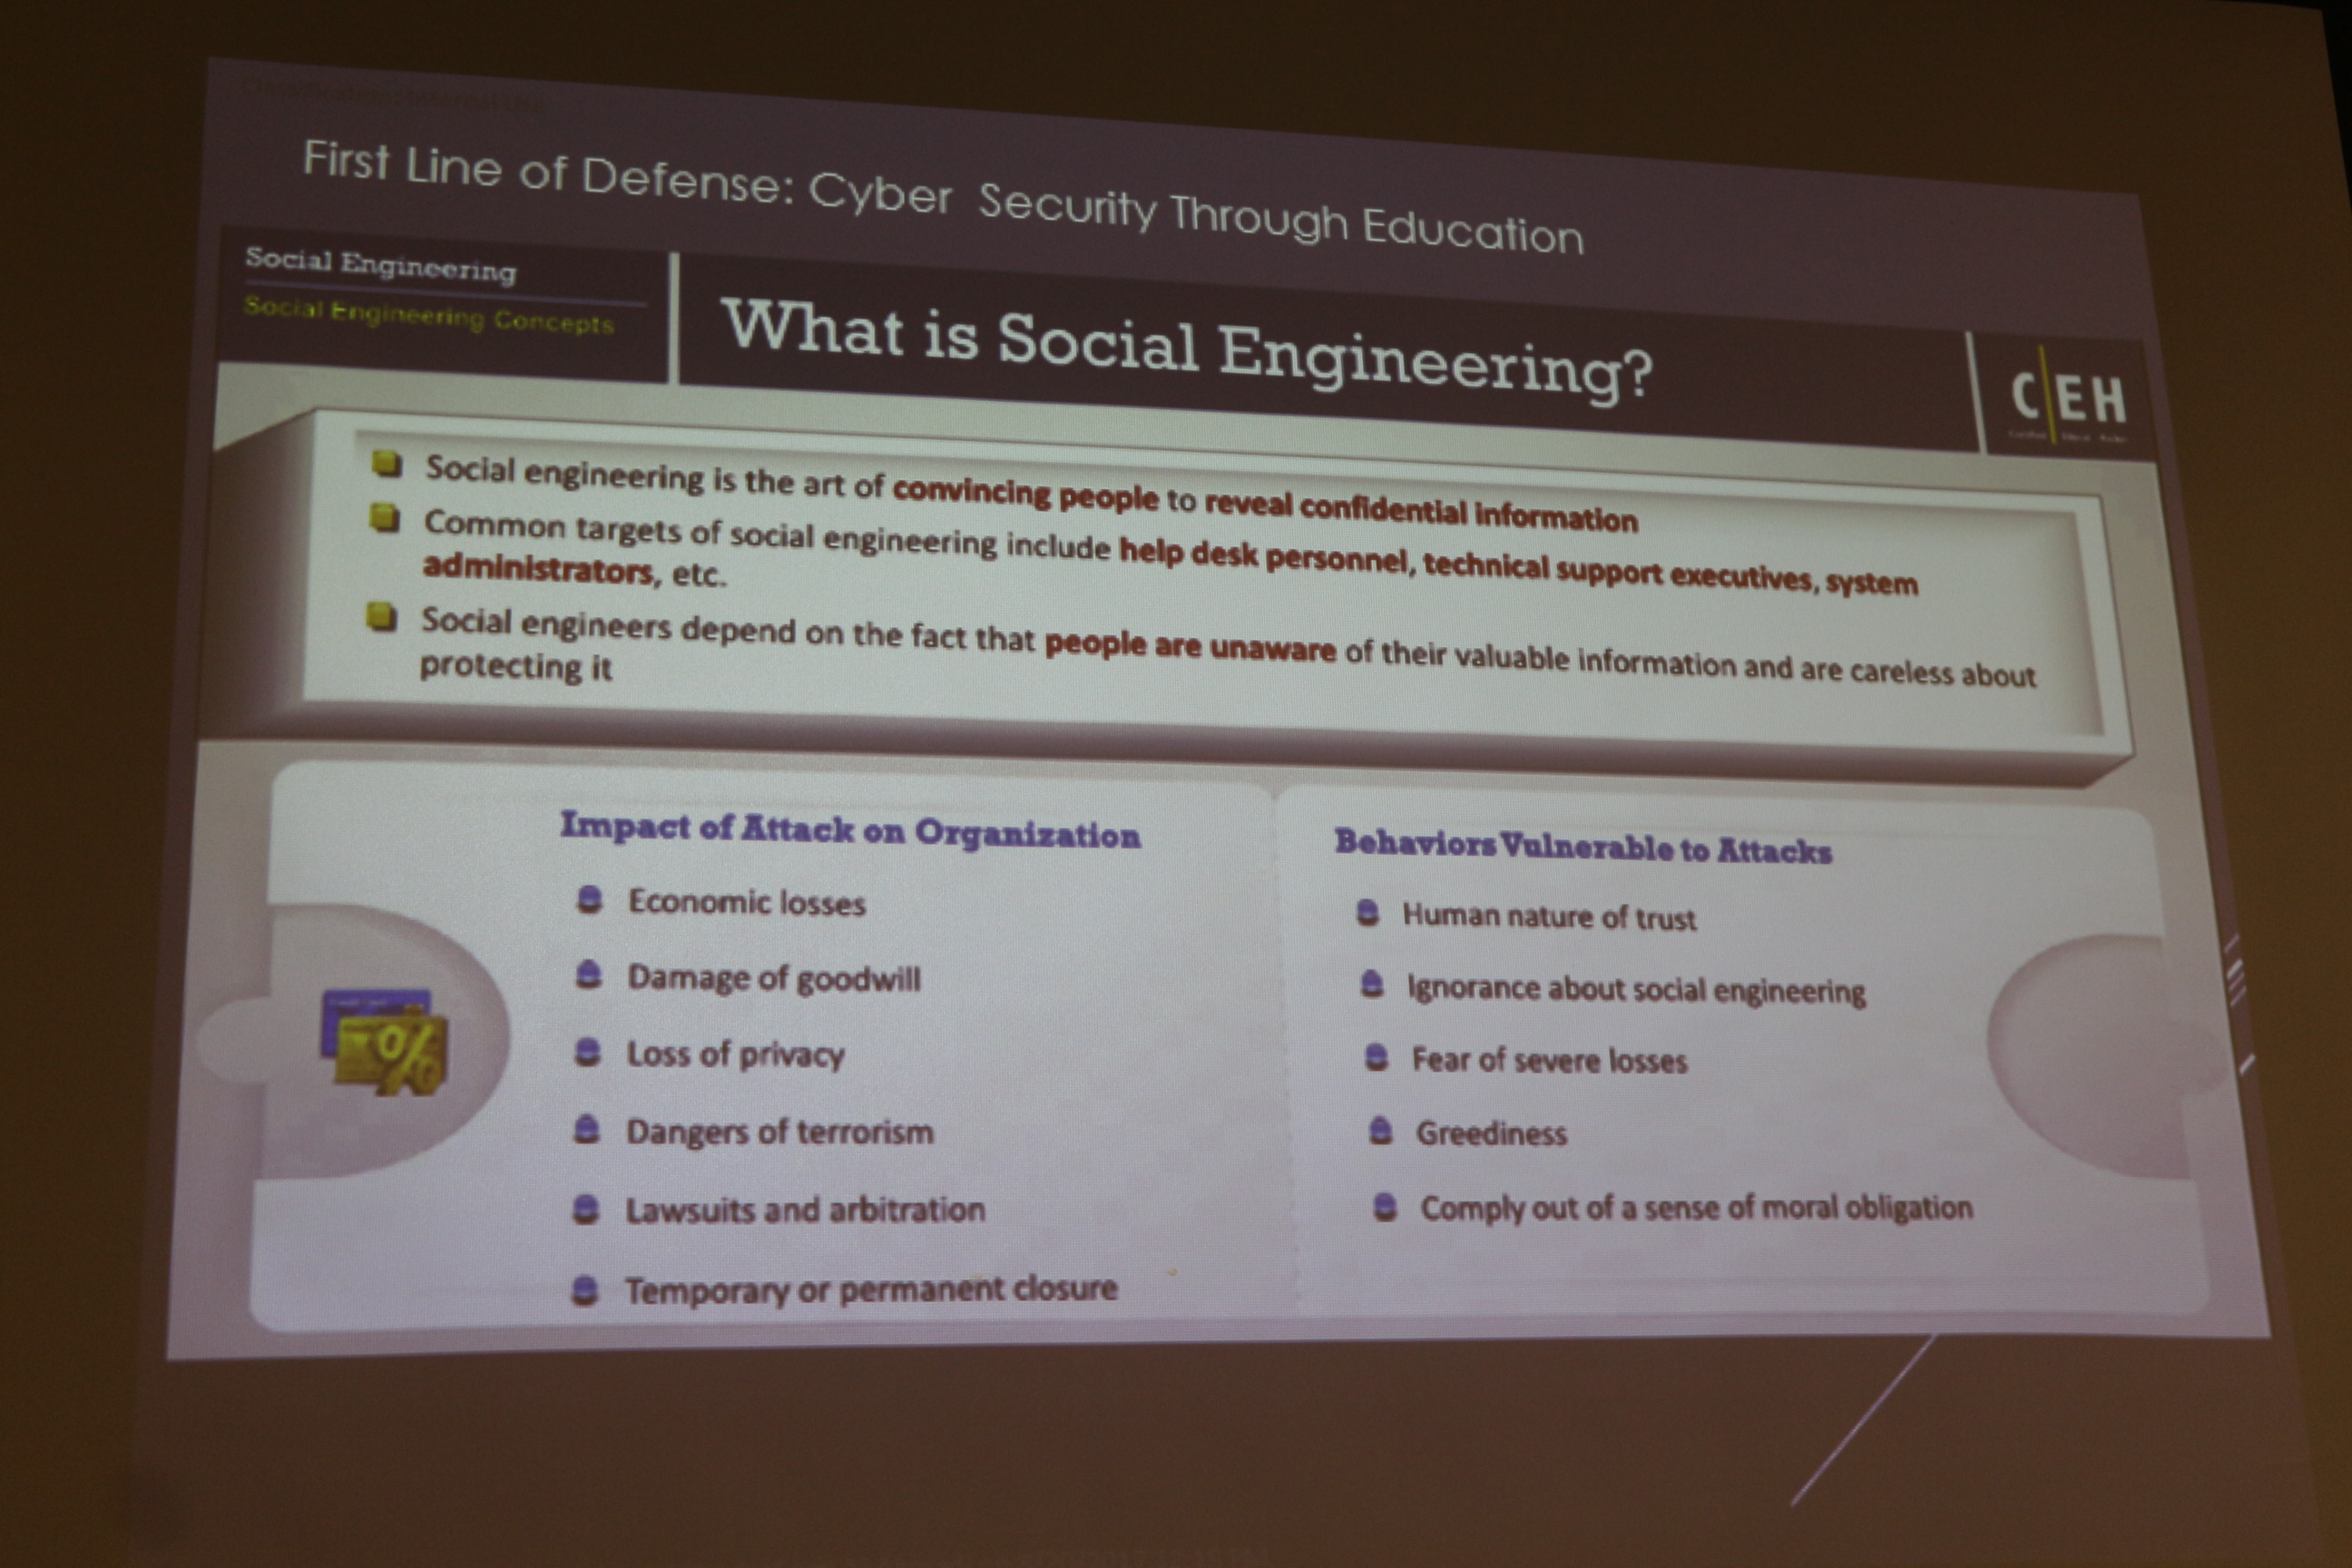 First Line of Defense: Cyber Security Through Education
Social Engineering
Social Engineering Concepts
What is Social Engineering?
C|EH
Social engineering is the art of convincing people to reveal confidential information
Common targets of social engineering include help desk personnel, technical support executives, system
administrators, etc.
Social engineers depend on the fact that people are unaware of their valuable information and are careless about
protecting it
Impact of Attack on Organization
Economic losses
Damage of goodwill
Loss of privacy
Dangers of terrorism
Lawsuits and arbitration
Temporary or permanent closure
Behaviors Vulnerable to Attacks
Human nature of trust
Ignorance about social engineering
Fear of severe losses
Greediness
Comply out of a sense of moral obligation
%